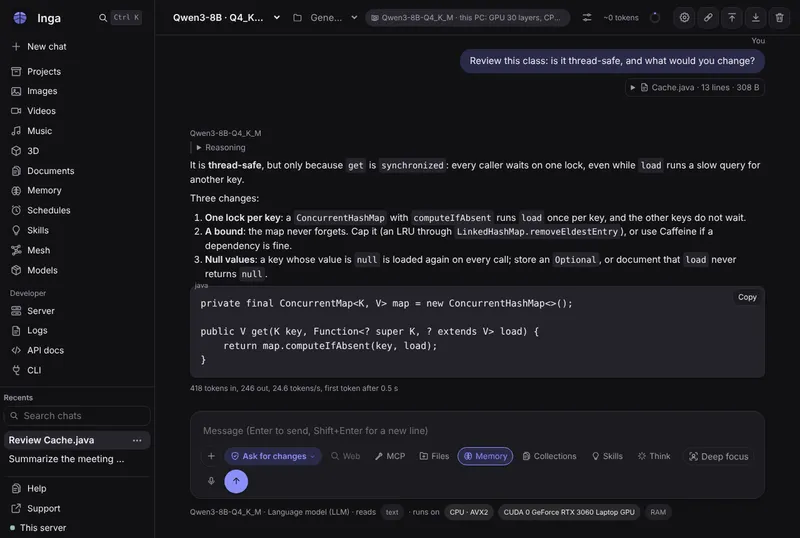 Inga
Ctrl K
New chat
Projects
Images
Videos
Music
3D
Documents
Memory
Schedules
Skills
Mesh
Models
Developer
Server
Logs
API docs
CLI
Recents
Search chats
Review Cache.java
Summarize the meeting ...
Help
Support
This server
Qwen3-8B · Q4_K...
Gene...
Qwen3-8B-Q4_K_M · this PC: GPU 30 layers, CP...
~0 tokens
You
Review this class: is it thread-safe, and what would you change?
Cache.java · 13 lines · 308 B
Qwen3-8B-Q4_K_M
Reasoning
It is thread-safe, but only because get is synchronized: every caller waits on one lock, even while load runs a slow query for
another key.
Three changes:
1. One lock per key: a ConcurrentHashMap with computeIfAbsent runs load once per key, and the other keys do not wait.
2. A bound: the map never forgets. Cap it (an LRU through LinkedHashMap.removeEldestEntry), or use Caffeine if a
dependency is fine.
3. Null values: a key whose value is null is loaded again on every call; store an Optional, or document that load never
returns null.
java
Copy
private final ConcurrentMap<K, V> map = new ConcurrentHashMap<>();
public V get(K key, Function<? super K, ? extends V> load) {
return map.computeIfAbsent(key, load);
}
418 tokens in, 246 out, 24.6 tokens/s, first token after 0.5 s
Message (Enter to send, Shift+Enter for a new line)
Ask for changes
Web
MCP
Files
Memory
Collections
Skills
Think
Deep focus
Qwen3-8B-Q4_K_M · Language model (LLM) · reads text · runs on CPU · AVX2 CUDA 0 GeForce RTX 3060 Laptop GPU RAM